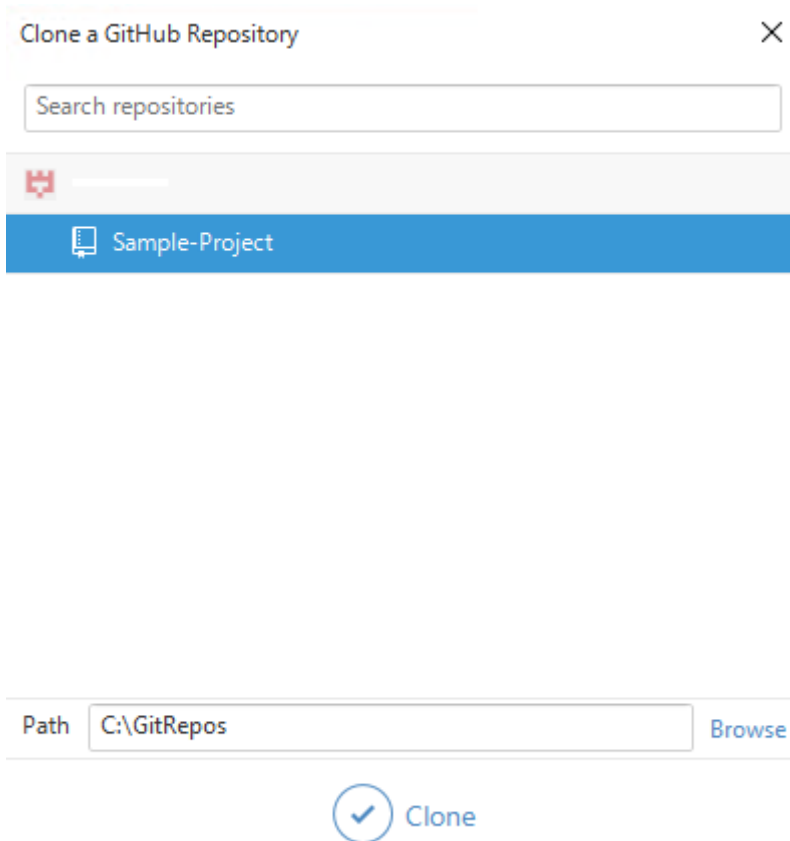 Clone a GitHub Repository
Search repositories
Sample-Project
Path C:\GitRepos Browse
Clone